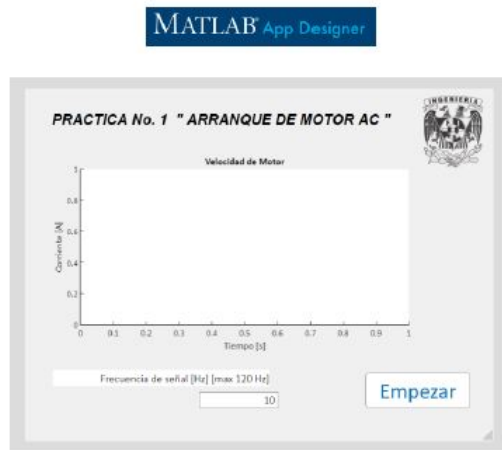 MATLAB® App Designer
INGENIERIA
PRACTICA No. 1 " ARRANQUE DE MOTOR AC "
Velocidad de Motor
1
0.8
0.6
0.4
0.2
0
Corriente [A]
0 0.1 0.2 0.3 0.4 0.5 0.6 0.7 0.8 0.9 1
Tiempo [s]
Frecuencia de señal [Hz] [max 120 Hz]
10
Empezar